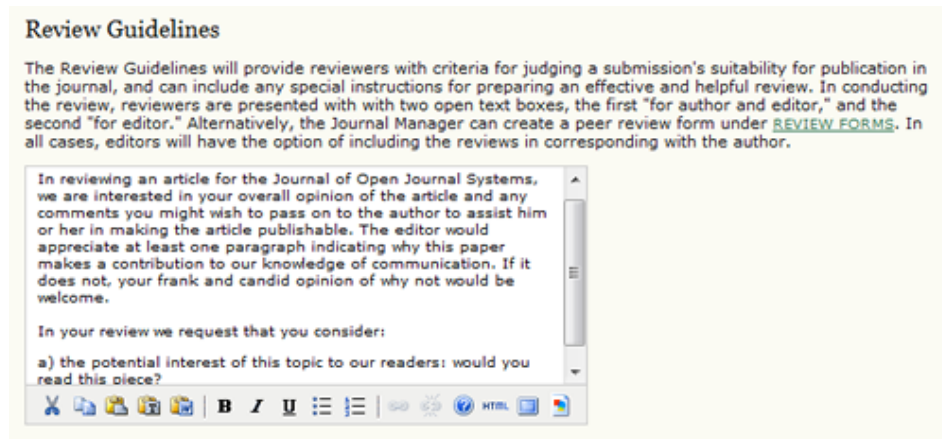 Review Guidelines
The Review Guidelines will provide reviewers with criteria for judging a submission's suitability for publication in
the journal, and can include any special instructions for preparing an effective and helpful review. In conducting
the review, reviewers are presented with with two open text boxes, the first "for author and editor," and the
second "for editor." Alternatively, the Journal Manager can create a peer review form under REVIEW FORMS. In
all cases, editors will have the option of including the reviews in corresponding with the author.
In reviewing an article for the Journal of Open Journal Systems,
we are interested in your overall opinion of the article and any
comments you might wish to pass on to the author to assist him
or her in making the article publishable. The editor would
appreciate at least one paragraph indicating why this paper
makes a contribution to our knowledge of communication. If it
does not, your frank and candid opinion of why not would be
welcome.
In your review we request that you consider:
a) the potential interest of this topic to our readers: would you
read this piece?
B I U HTML